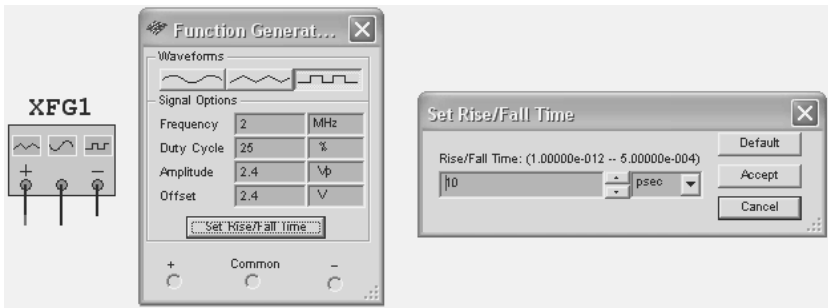 XFG1
Function Generat...
Waveforms
Signal Options
Frequency 2 MHz
Duty Cycle 25 %
Amplitude 2.4 Vp
Offset 2.4 V
Set Rise/Fall Time
+ Common −
Set Rise/Fall Time
Rise/Fall Time: (1.00000e-012 -- 5.00000e-004)
10 psec
Default
Accept
Cancel